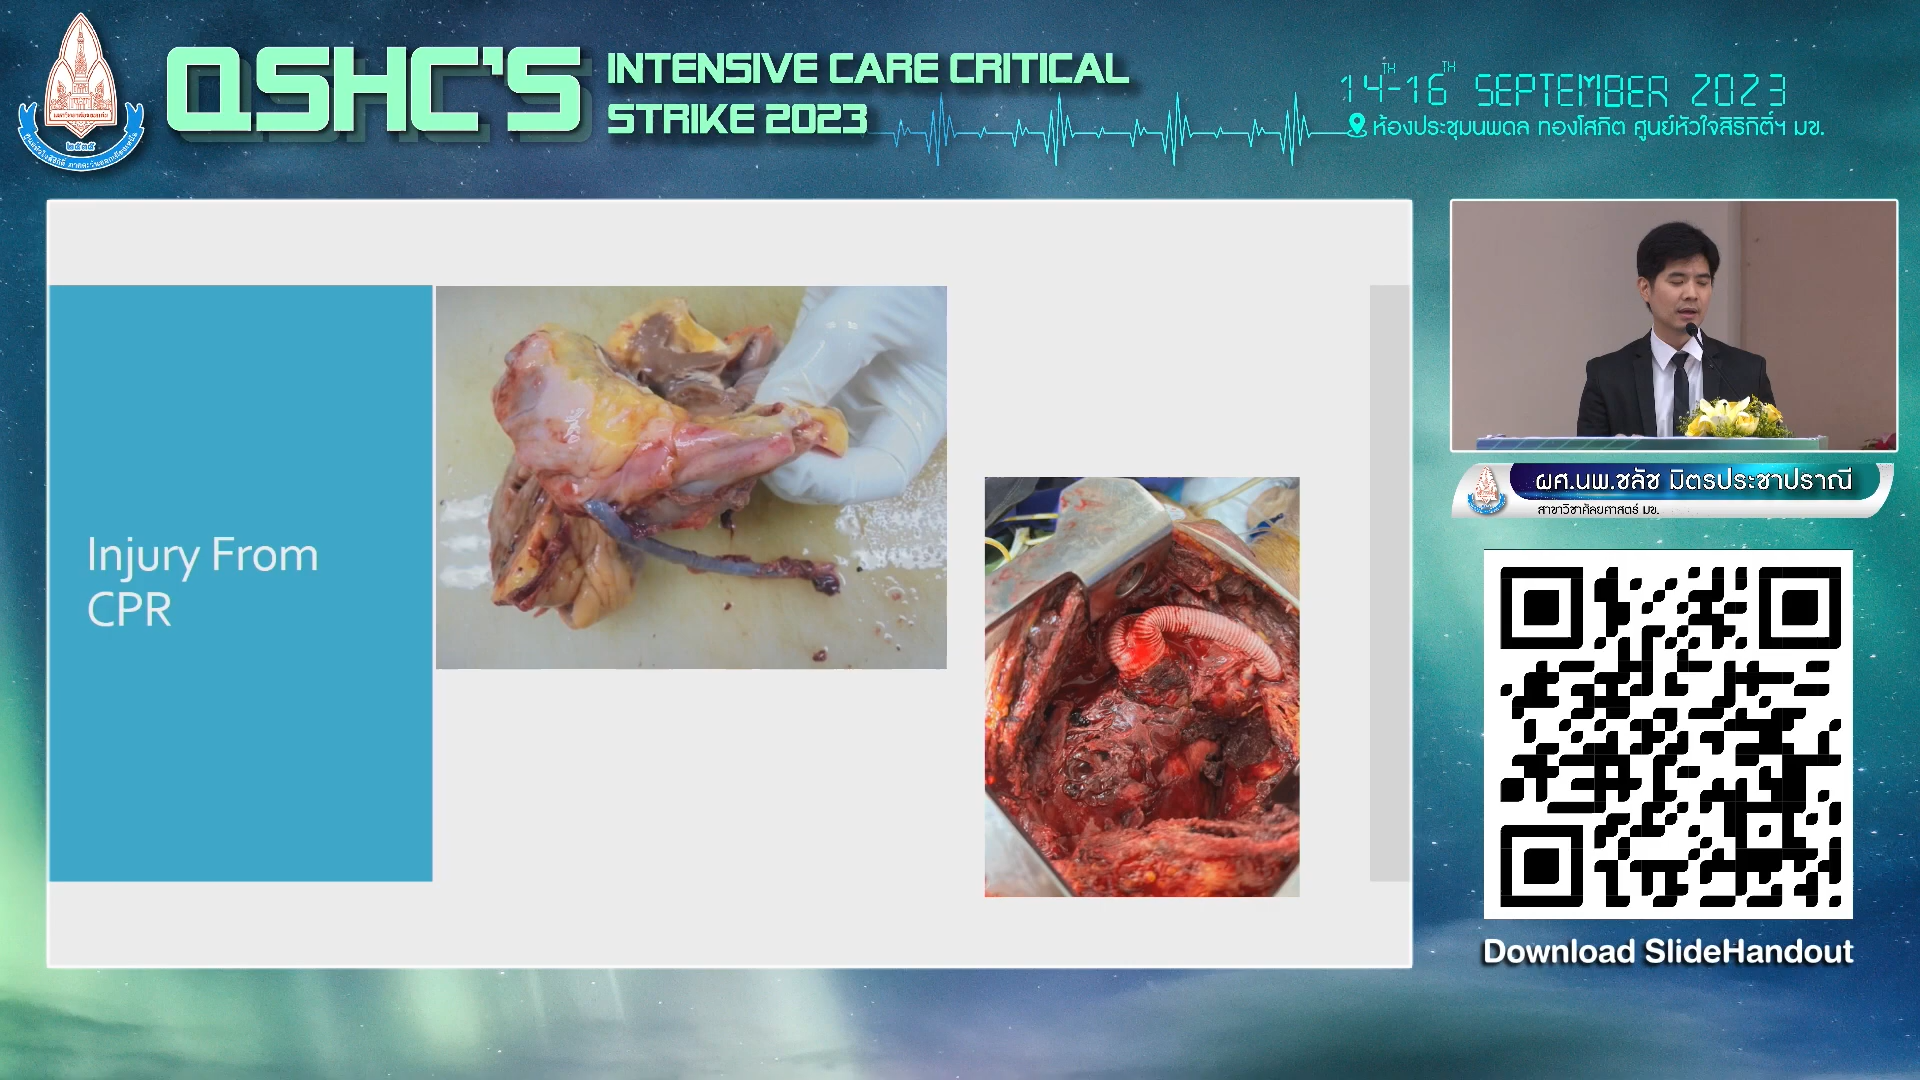 QSHC'S
INTENSIVE CARE CRITICAL
STRIKE 2023
14TH-16TH SEPTEMBER 2023
ห้องประชุมนพดล ทองโสภิต ศูนย์หัวใจสิริกิติ์ฯ มข.
Injury From
CPR
ผศ.นพ.ชลัช มิตรประชาปราณี
สาขาวิชาศัลยศาสตร์ มข.
Download SlideHandout